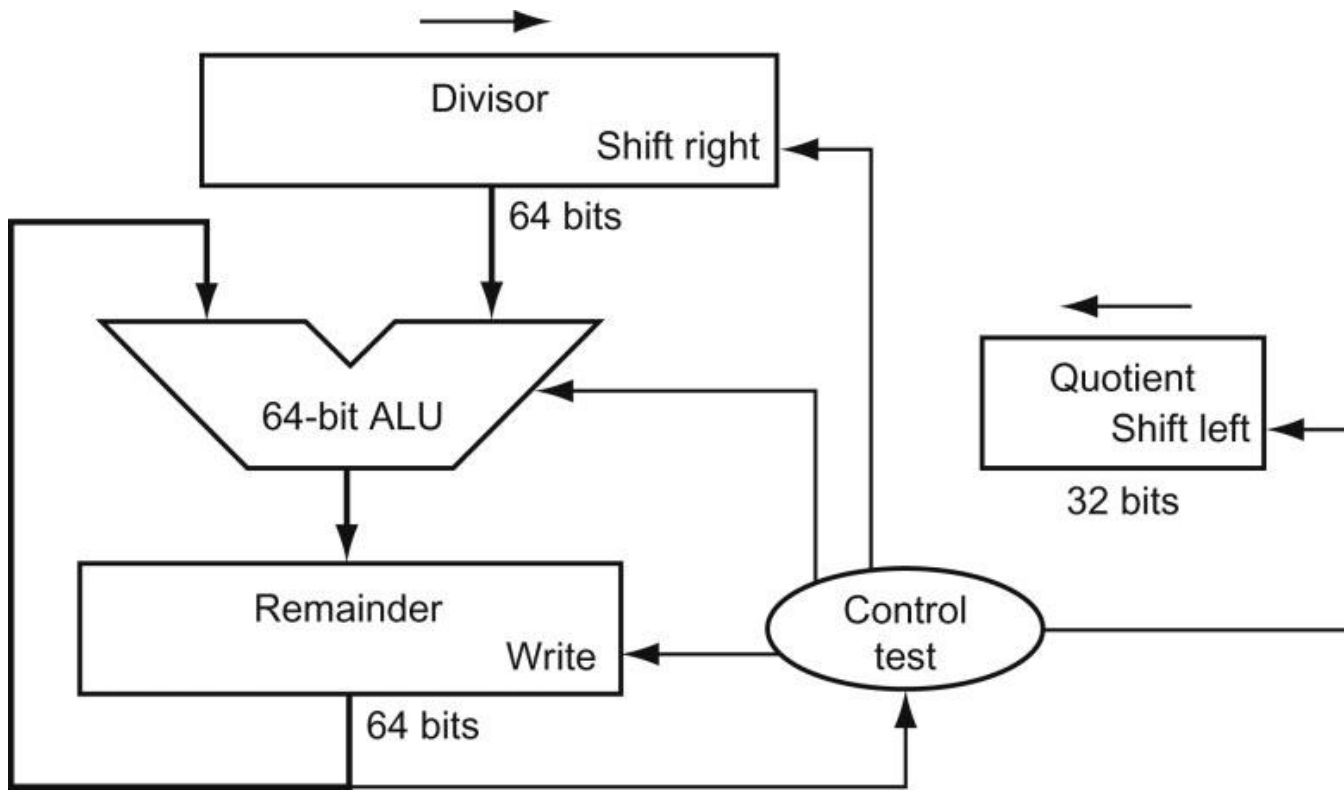 Divisor
Shift right
64 bits
64-bit ALU
Quotient
Shift left
32 bits
Remainder
Write
64 bits
Control
test